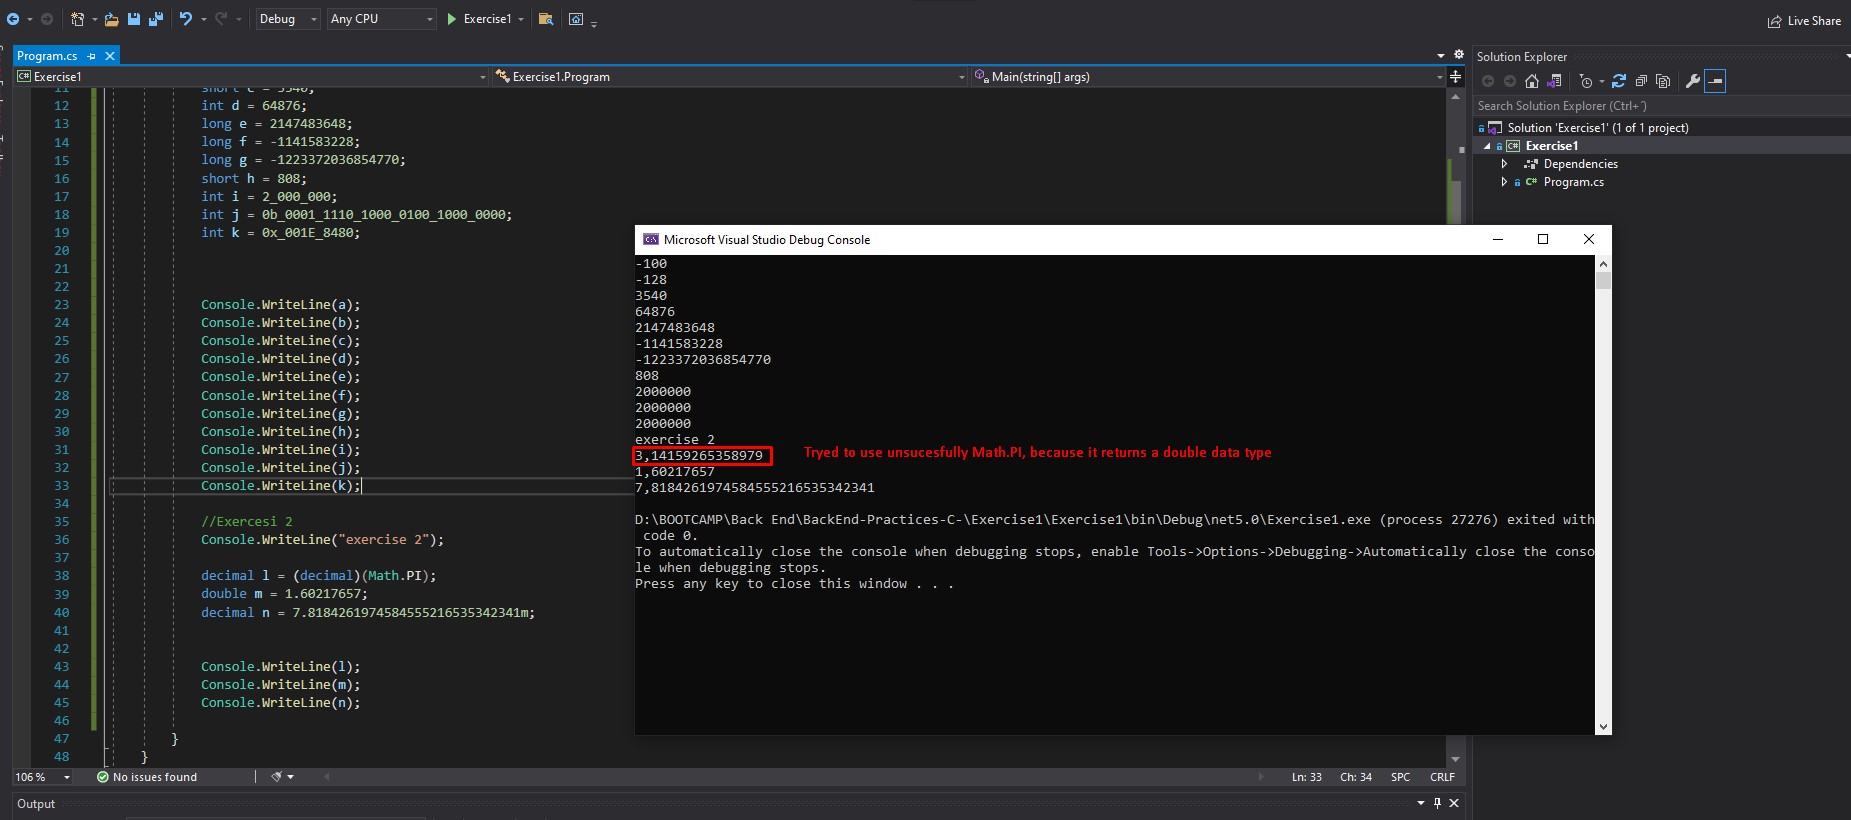 Debug
Any CPU
Exercise1
Live Share
Program.cs
Exercise1
Exercise1.Program
Main(string[] args)
11 short c = 3540;
12 int d = 64876;
13 long e = 2147483648;
14 long f = -1141583228;
15 long g = -1223372036854770;
16 short h = 808;
17 int i = 2_000_000;
18 int j = 0b_0001_1110_1000_0100_1000_0000;
19 int k = 0x_001E_8480;
20
21
22
23 Console.WriteLine(a);
24 Console.WriteLine(b);
25 Console.WriteLine(c);
26 Console.WriteLine(d);
27 Console.WriteLine(e);
28 Console.WriteLine(f);
29 Console.WriteLine(g);
30 Console.WriteLine(h);
31 Console.WriteLine(i);
32 Console.WriteLine(j);
33 Console.WriteLine(k);
34
35 //Exercesi 2
36 Console.WriteLine("exercise 2");
37
38 decimal l = (decimal)(Math.PI);
39 double m = 1.60217657;
40 decimal n = 7.8184261974584555216535342341m;
41
42
43 Console.WriteLine(l);
44 Console.WriteLine(m);
45 Console.WriteLine(n);
46
47 }
48 }
106 %
No issues found
Ln: 33
Ch: 34
SPC
CRLF
Output
Microsoft Visual Studio Debug Console
-100
-128
3540
64876
2147483648
-1141583228
-1223372036854770
808
2000000
2000000
2000000
exercise 2
3,14159265358979
Tryed to use unsucesfully Math.PI, because it returns a double data type
1,60217657
7,8184261974584555216535342341
D:\BOOTCAMP\Back End\BackEnd-Practices-C-\Exercise1\Exercise1\bin\Debug\net5.0\Exercise1.exe (process 27276) exited with
code 0.
To automatically close the console when debugging stops, enable Tools->Options->Debugging->Automatically close the conso
le when debugging stops.
Press any key to close this window . . .
Solution Explorer
Search Solution Explorer (Ctrl+´)
Solution 'Exercise1' (1 of 1 project)
C# Exercise1
Dependencies
C# Program.cs